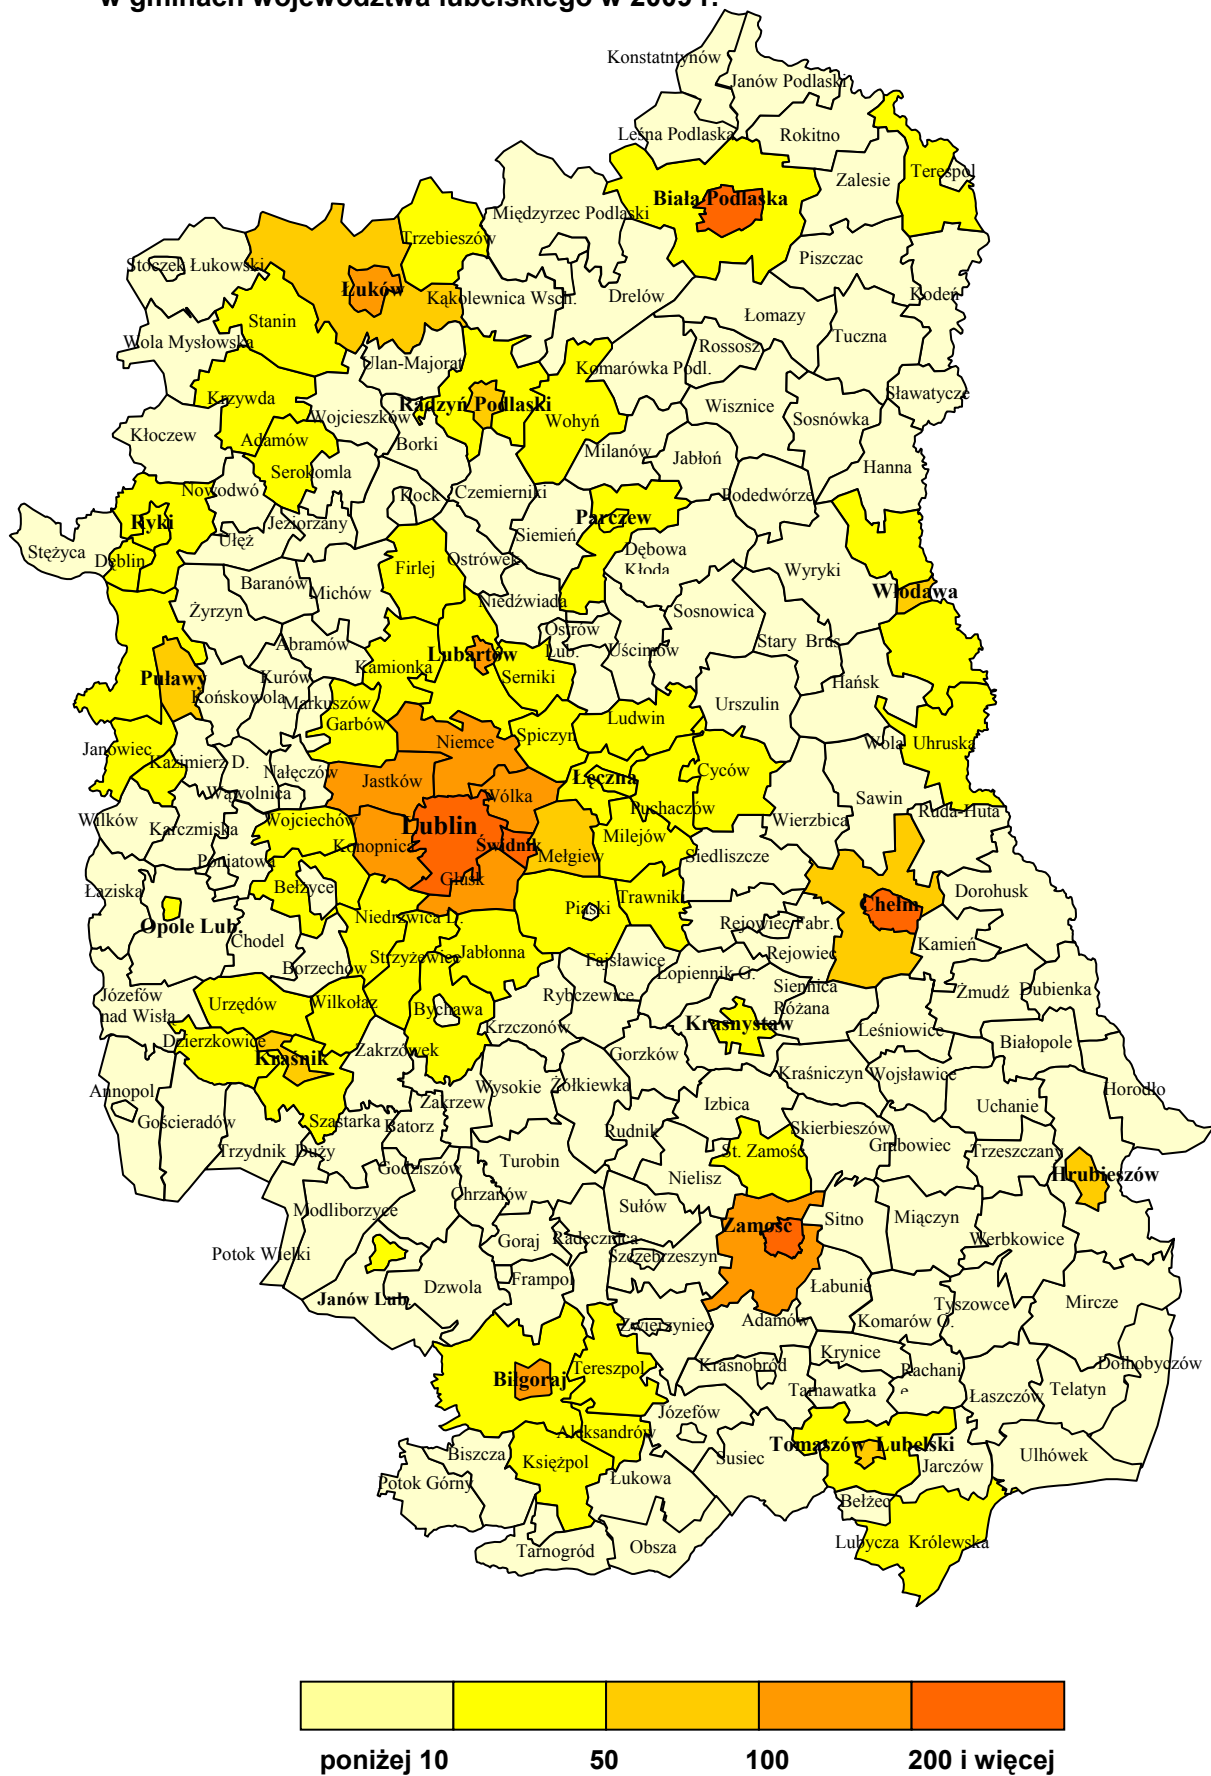 w gminach województwa lubelskiego w 2009 r.
Konstatntynów
Janów Podlaski
Leśna Podlaska
Rokitno
Terespol
Zalesie
Biała Podlaska
Międzyrzec Podlaski
Trzebieszów
Stoczek Łukowski
Piszczac
Łuków
Kąkolewnica Wsch.
Drelów
Kodeń
Łomazy
Stanin
Tuczna
Wola Mysłowska
Rossosz
Ulan-Majorat
Komarówka Podl.
Sławatycze
Krzywda
Radzyń Podlaski
Wisznice
Wojcieszków
Wohyń
Sosnówka
Kłoczew
Adamów
Borki
Milanów
Jabłoń
Hanna
Serokomla
Nowodwó
Kock
Czemierniki
Podedwórze
Ryki
Jeziorzany
Parczew
Siemień
Ułęż
Stężyca
Dęblin
Firlej
Ostrówek
Dębowa
Kłoda
Wyryki
Baranów
Michów
Włodawa
Żyrzyn
Niedźwiada
Sosnowica
Ostrów
Lub.
Abramów
Stary Brus
Uścimów
Kamionka
Lubartów
Puławy
Kurów
Serniki
Hańsk
Końskowola
Markuszów
Urszulin
Garbów
Ludwin
Spiczyn
Niemce
Wola Uhruska
Janowiec
Kazimierz D.
Nałęczów
Jastków
Łęczna
Cyców
Wąwolnica
Wólka
Puchaczów
Sawin
Ruda-Huta
Wilków
Karczmiska
Wojciechów
Lublin
Milejów
Wierzbica
Konopnica
Świdnik
Mełgiew
Siedliszcze
Poniatowa
Głusk
Łaziska
Bełżyce
Trawniki
Dorohusk
Chełm
Opole Lub.
Niedrzwica D.
Piaski
Rejowiec Fabr.
Chodel
Kamień
Strzyżewice
Jabłonna
Rejowiec
Borzechów
Fajsławice
Łopiennik G.
Siennica
Różana
Żmudź
Dubienka
Józefów
nad Wisłą
Urzędów
Wilkołaz
Bychawa
Rybczewice
Krasnystaw
Krzczonów
Leśniowice
Dzierzkowice
Białopole
Kraśnik
Zakrzówek
Gorzków
Kraśniczyn
Wojsławice
Annopol
Wysokie
Żółkiewka
Horodło
Zakrzew
Izbica
Uchanie
Gościeradów
Szastarka
Batorz
Rudnik
Skierbieszów
Grabowiec
Trzydnik Duży
St. Zamość
Trzeszczany
Godziszów
Turobin
Nielisz
Hrubieszów
Chrzanów
Modliborzyce
Sułów
Zamość
Sitno
Miączyn
Potok Wielki
Goraj
Radecznica
Werbkowice
Szczebrzeszyn
Dzwola
Frampol
Łabunie
Janów Lub.
Tyszowce
Mircze
Zwierzyniec
Adamów
Komarów O.
Krynice
Dołhobyczów
Biłgoraj
Tereszpol
Krasnobród
Rachani
e
Tarnawatka
Łaszczów
Telatyn
Józefów
Aleksandrów
Tomaszów Lubelski
Biszcza
Księżpol
Susiec
Ulhówek
Potok Górny
Łukowa
Jarczów
Bełżec
Tarnogród
Obsza
Lubycza Królewska
poniżej 10
50
100
200 i więcej